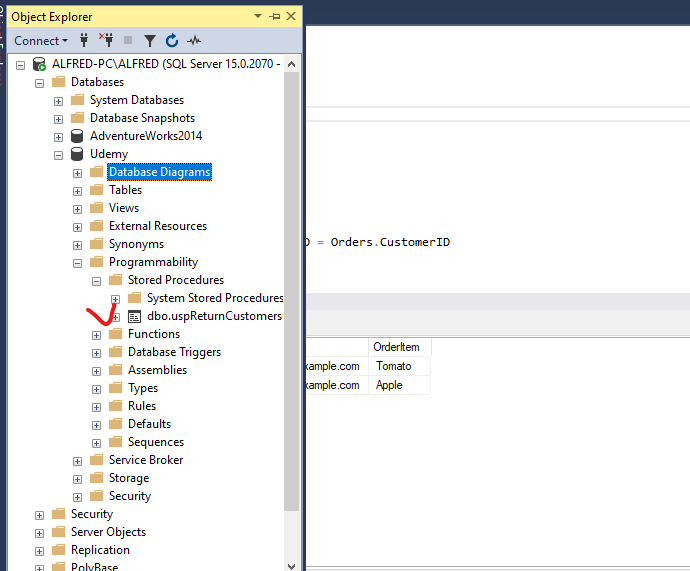 Object Explorer
Connect
ALFRED-PC\ALFRED (SQL Server 15.0.2070 -
Databases
System Databases
Database Snapshots
AdventureWorks2014
Udemy
Database Diagrams
Tables
Views
External Resources
Synonyms
Programmability
Stored Procedures
System Stored Procedures
dbo.uspReturnCustomers
Functions
Database Triggers
Assemblies
Types
Rules
Defaults
Sequences
Service Broker
Storage
Security
Security
Server Objects
Replication
PolyBase
D = Orders.CustomerID
OrderItem
xample.com Tomato
xample.com Apple